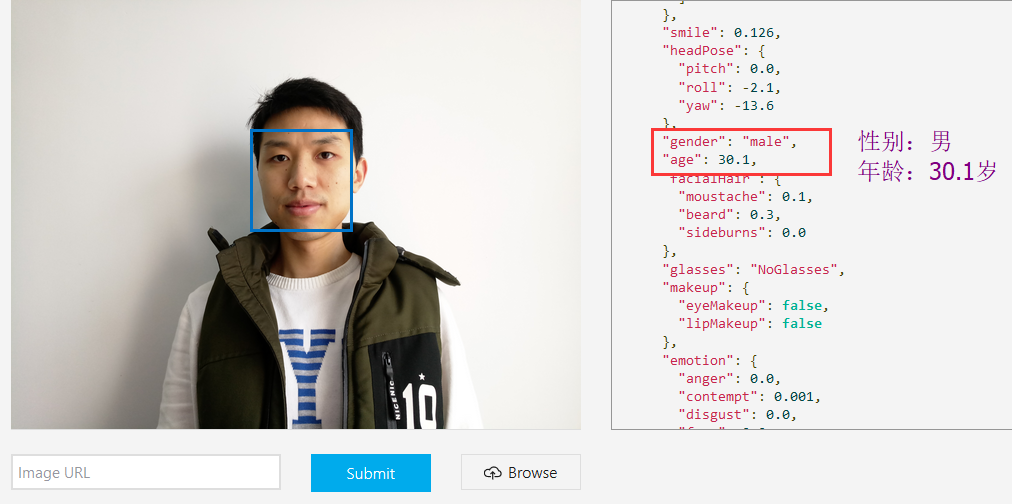 Y
10
]
},
"smile": 0.126,
"headPose": {
"pitch": 0.0,
"roll": -2.1,
"yaw": -13.6
},
"gender": "male",
"age": 30.1,
facialHair": {
"moustache": 0.1,
"beard": 0.3,
"sideburns": 0.0
},
"glasses": "NoGlasses",
"makeup": {
"eyeMakeup": false,
"lipMakeup": false
},
"emotion": {
"anger": 0.0,
"contempt": 0.001,
"disgust": 0.0,
性别：男
年龄：30.1岁
Image URL
Submit
Browse